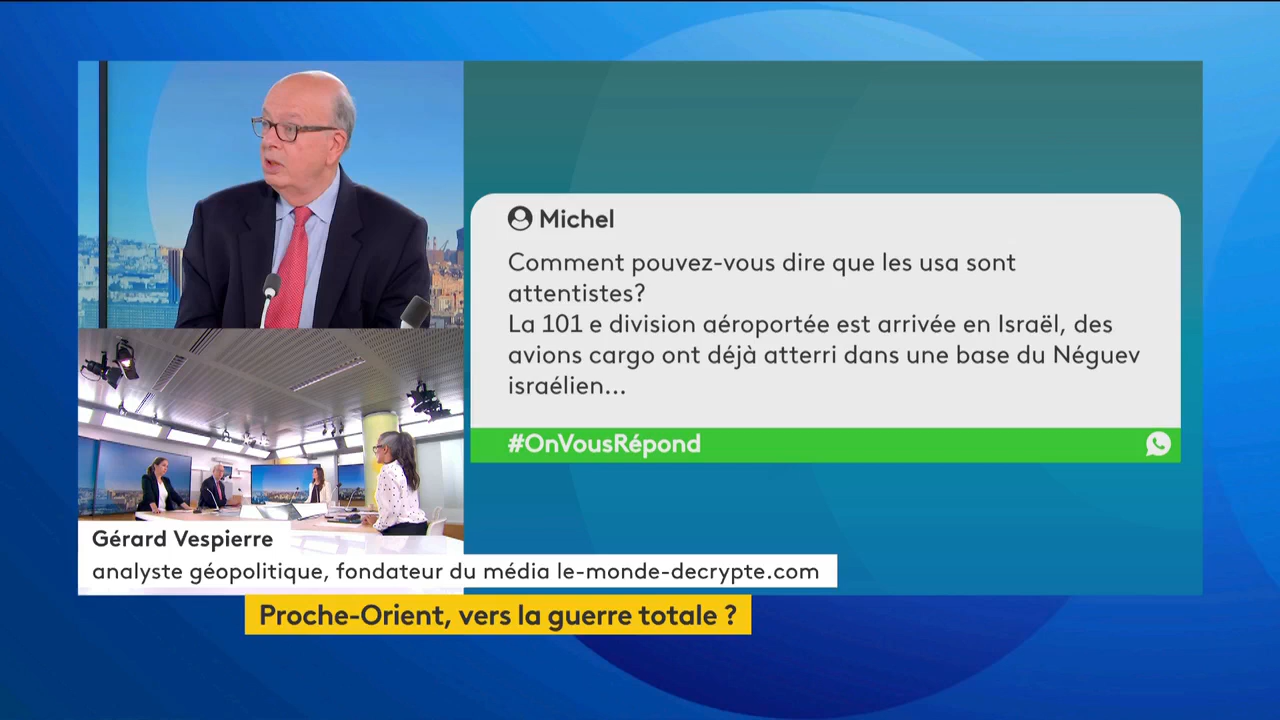 Michel
Comment pouvez-vous dire que les usa sont
attentistes?
La 101 e division aéroportée est arrivée en Israël, des
avions cargo ont déjà atterri dans une base du Néguev
israélien...
#OnVousRépond
Gérard Vespierre
analyste géopolitique, fondateur du média le-monde-decrypte.com
Proche-Orient, vers la guerre totale ?